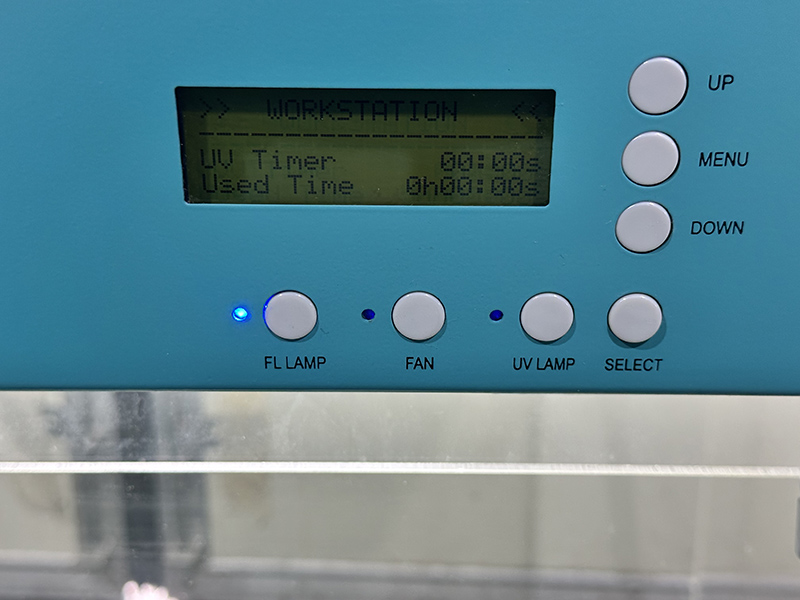 >> WORKSTATION <<
UV Timer 00:00s
Used Time 0h00:00s
UP
MENU
DOWN
FL LAMP
FAN
UV LAMP
SELECT